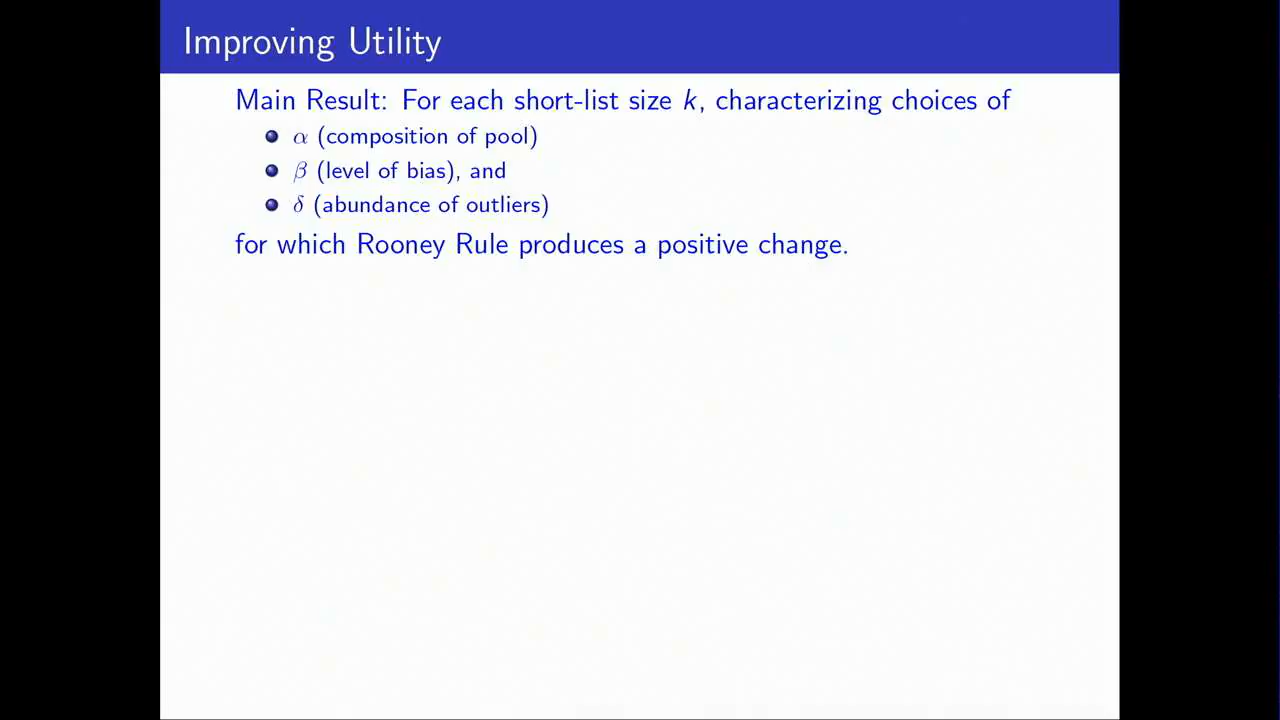 Improving Utility
Main Result: For each short-list size k, characterizing choices of
α (composition of pool)
β (level of bias), and
δ (abundance of outliers)
for which Rooney Rule produces a positive change.